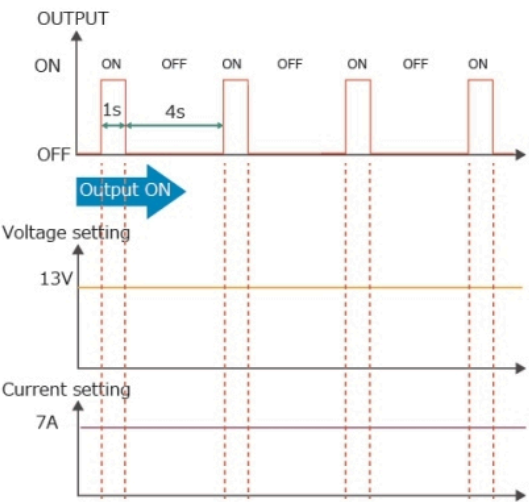 OUTPUT
ON
ON OFF ON OFF ON OFF ON
1s 4s
OFF
Output ON
Voltage setting
13V
Current setting
7A